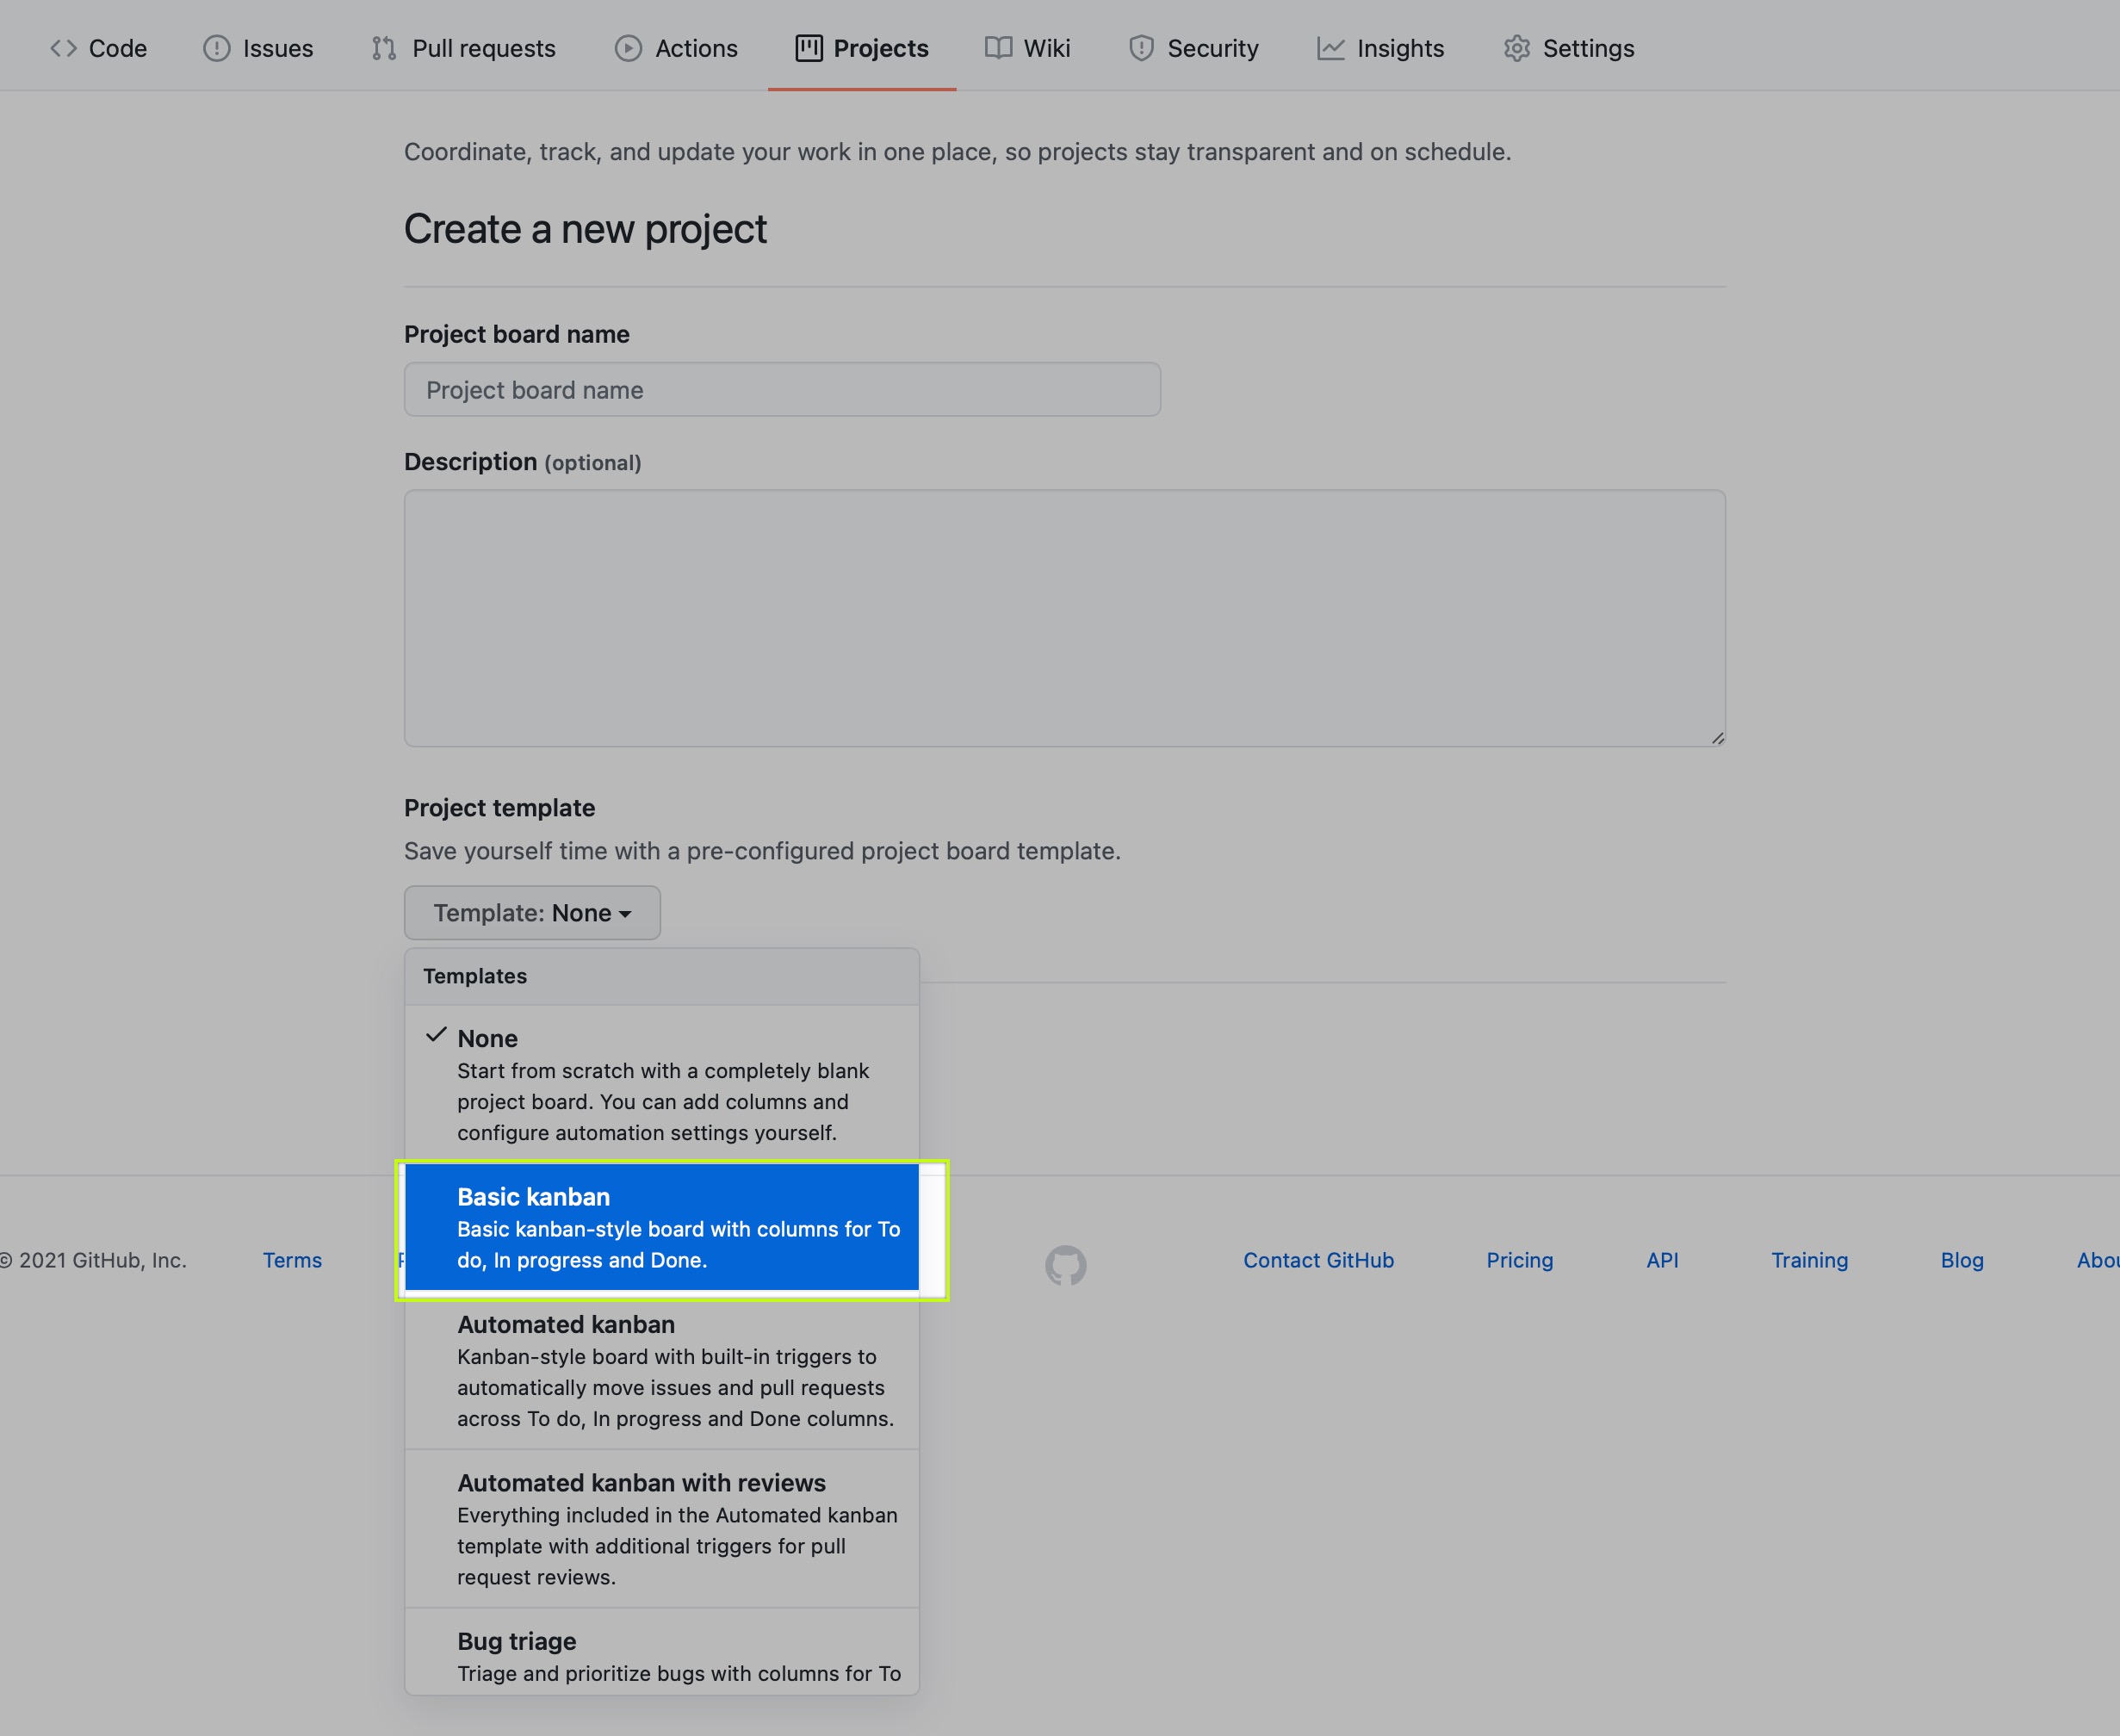 Code Issues Pull requests Actions Projects Wiki Security Insights Settings
Coordinate, track, and update your work in one place, so projects stay transparent and on schedule.
Create a new project
Project board name
Project board name
Description (optional)
Project template
Save yourself time with a pre-configured project board template.
Template: None
Templates
None
Start from scratch with a completely blank
project board. You can add columns and
configure automation settings yourself.
Basic kanban
Basic kanban-style board with columns for To
do, In progress and Done.
Automated kanban
Kanban-style board with built-in triggers to
automatically move issues and pull requests
across To do, In progress and Done columns.
Automated kanban with reviews
Everything included in the Automated kanban
template with additional triggers for pull
request reviews.
Bug triage
Triage and prioritize bugs with columns for To
© 2021 GitHub, Inc. Terms Contact GitHub Pricing API Training Blog Abou